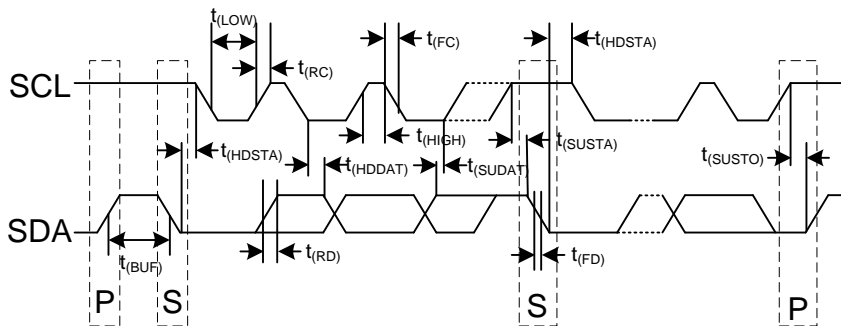 t(LOW)
t(FC)
t(HDSTA)
t(RC)
SCL
t(HIGH)
t(SUSTA)
t(HDSTA)
t(HDDAT)
t(SUDAT)
t(SUSTO)
SDA
t(BUF)
t(RD)
t(FD)
P
S
S
P